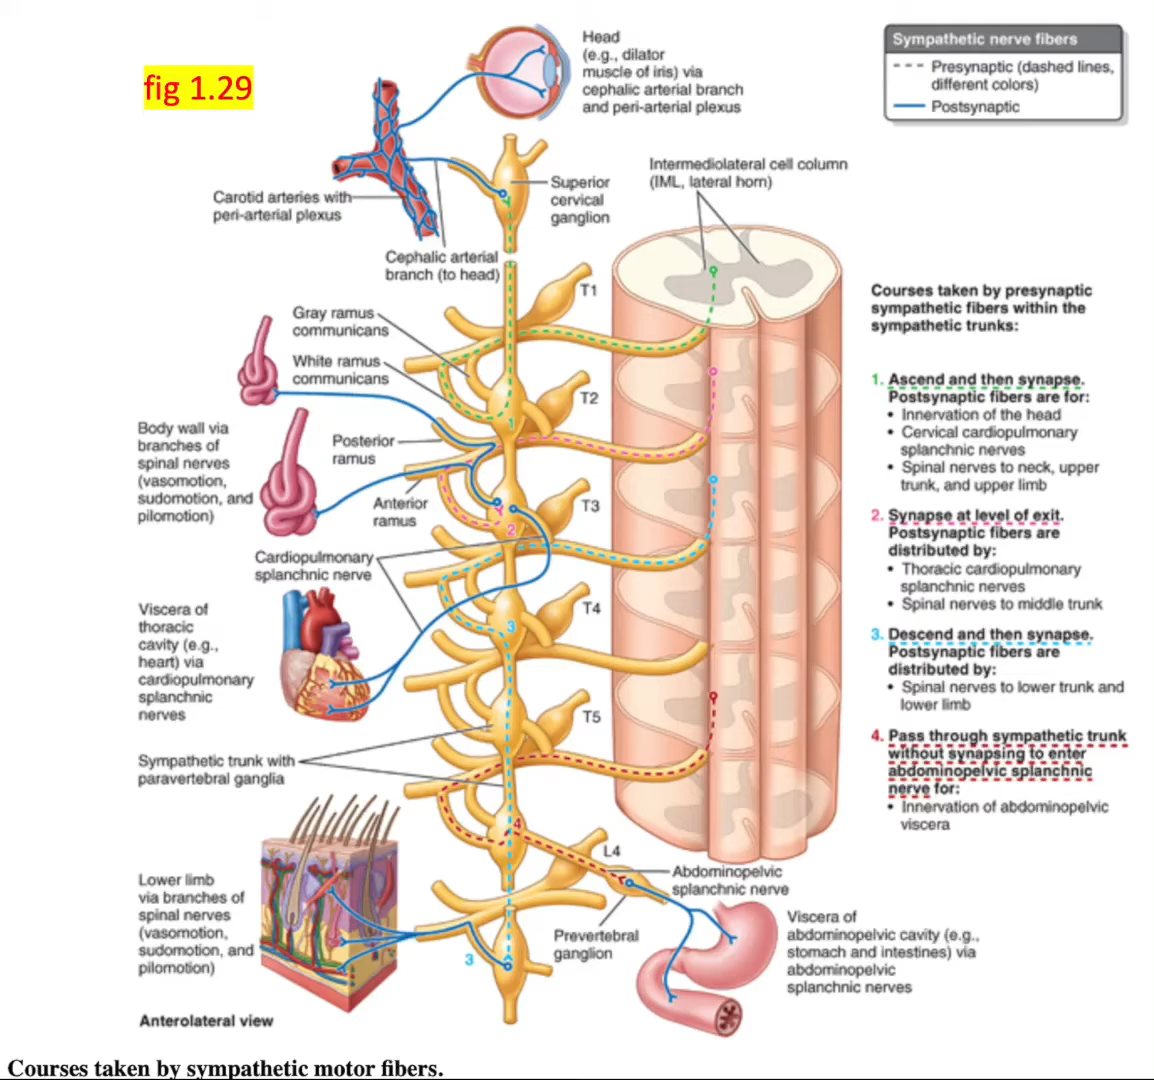 fig 1.29
Head
(e.g., dilator
muscle of iris) via
cephalic arterial branch
and peri-arterial plexus
Sympathetic nerve fibers
Presynaptic (dashed lines,
different colors)
Postsynaptic
Carotid arteries with
peri-arterial plexus
Superior
cervical
ganglion
Intermediolateral cell column
(IML, lateral horn)
Cephalic arterial
branch (to head)
T1
Gray ramus
communicans
White ramus
communicans
T2
1
Body wall via
branches of
spinal nerves
(vasomotion,
sudomotion, and
pilomotion)
Posterior
ramus
Anterior
ramus
T3
2
Cardiopulmonary
splanchnic nerve
Viscera of
thoracic
cavity (e.g.,
heart) via
cardiopulmonary
splanchnic
nerves
T4
3
T5
Sympathetic trunk with
paravertebral ganglia
4
L4
Abdominopelvic
splanchnic nerve
Lower limb
via branches of
spinal nerves
(vasomotion,
sudomotion, and
pilomotion)
3
Prevertebral
ganglion
Viscera of
abdominopelvic cavity (e.g.,
stomach and intestines) via
abdominopelvic
splanchnic nerves
Anterolateral view
Courses taken by presynaptic
sympathetic fibers within the
sympathetic trunks:
1. Ascend and then synapse.
Postsynaptic fibers are for:
• Innervation of the head
• Cervical cardiopulmonary
splanchnic nerves
• Spinal nerves to neck, upper
trunk, and upper limb
2. Synapse at level of exit.
Postsynaptic fibers are
distributed by:
• Thoracic cardiopulmonary
splanchnic nerves
• Spinal nerves to middle trunk
3. Descend and then synapse.
Postsynaptic fibers are
distributed by:
• Spinal nerves to lower trunk and
lower limb
4. Pass through sympathetic trunk
without synapsing to enter
abdominopelvic splanchnic
nerve for:
• Innervation of abdominopelvic
viscera
Courses taken by sympathetic motor fibers.